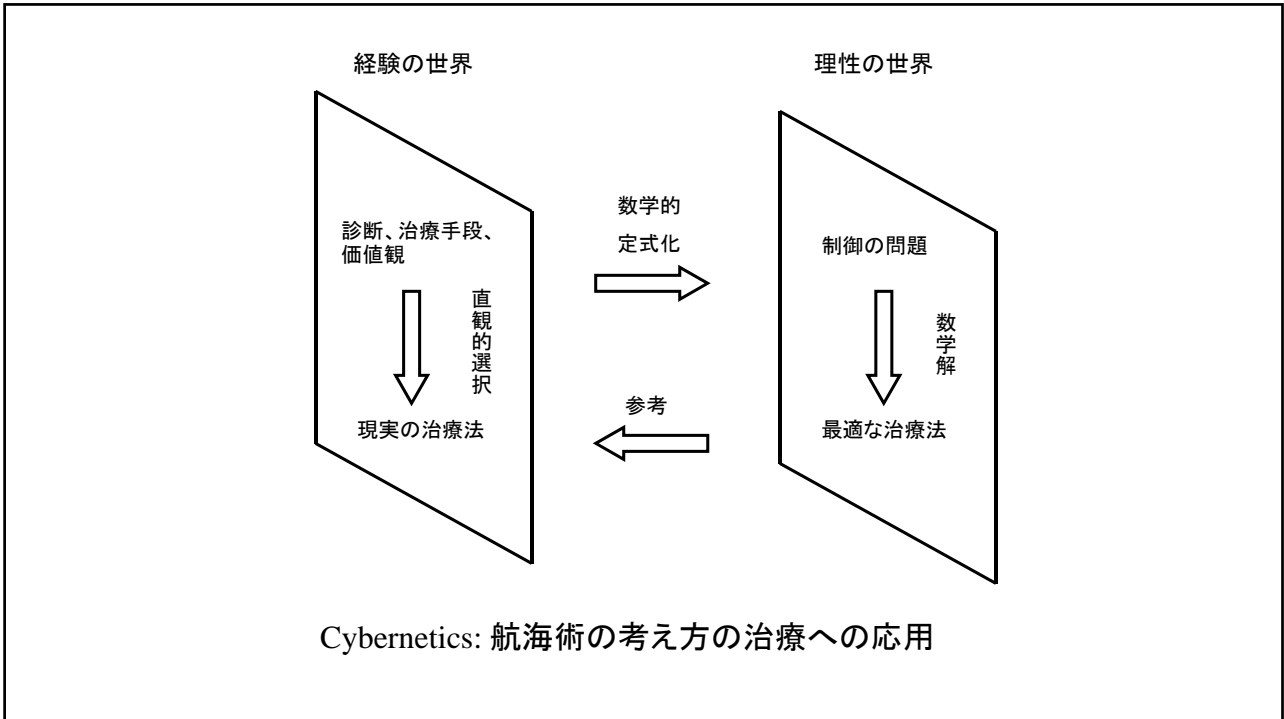 経験の世界
理性の世界
診断、治療手段、
価値観
直観的選択
現実の治療法
数学的
定式化
参考
制御の問題
数学解
最適な治療法
Cybernetics: 航海術の考え方の治療への応用